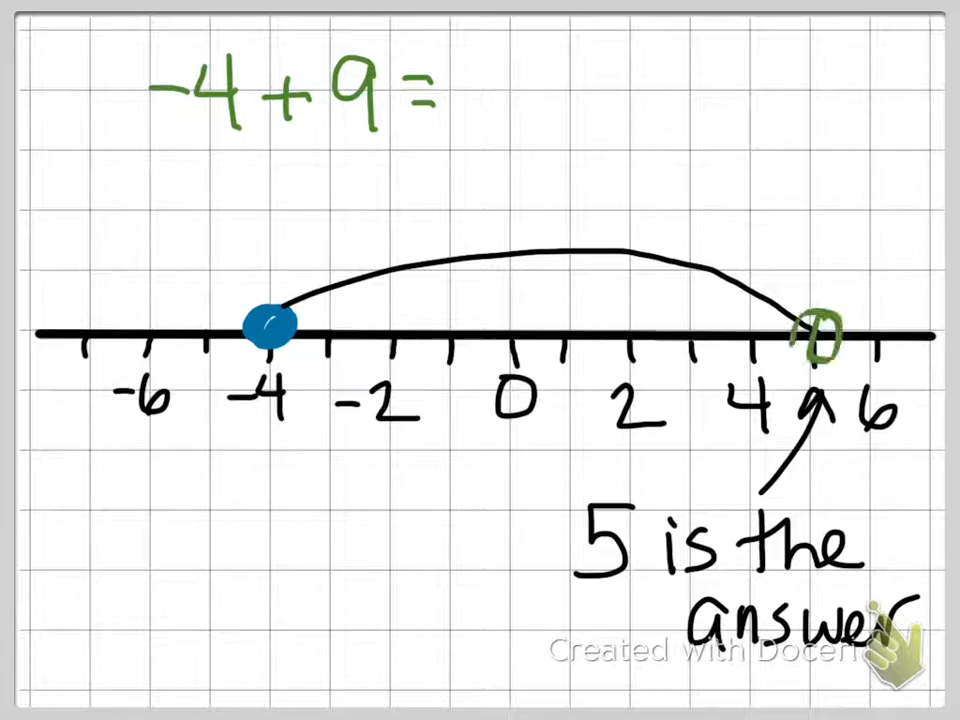 -4 + 9 =
-6 -4 -2 0 2 4 6
5 is the
answer
Created with Doceri